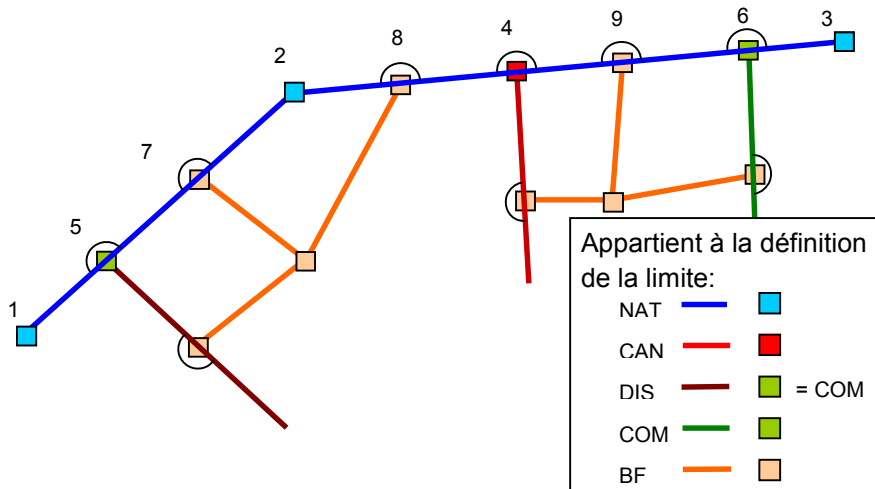 3
6
9
4
8
2
7
5
1
Appartient à la définition
de la limite:
NAT
CAN
DIS = COM
COM
BF